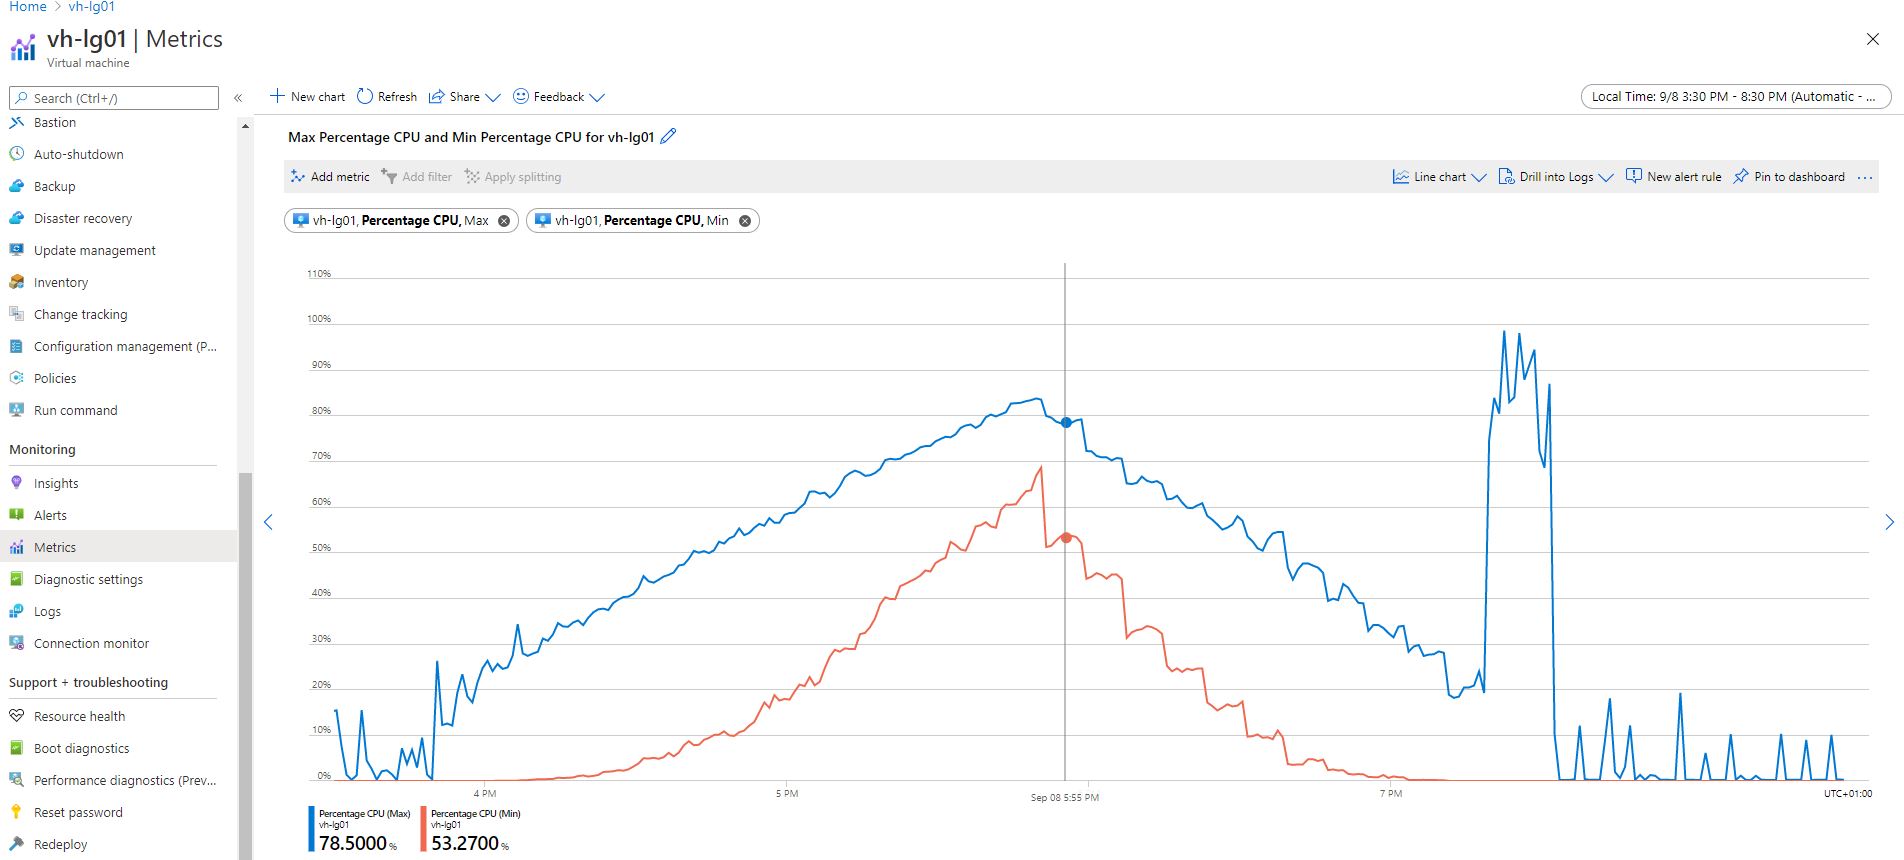 Home > vh-lg01
vh-lg01 | Metrics
Virtual machine
Search (Ctrl+/)
«
Bastion
Auto-shutdown
Backup
Disaster recovery
Update management
Inventory
Change tracking
Configuration management (P...
Policies
Run command
Monitoring
Insights
Alerts
Metrics
Diagnostic settings
Logs
Connection monitor
Support + troubleshooting
Resource health
Boot diagnostics
Performance diagnostics (Prev...
Reset password
Redeploy
New chart Refresh Share Feedback
Local Time: 9/8 3:30 PM - 8:30 PM (Automatic - ...
Max Percentage CPU and Min Percentage CPU for vh-lg01
Add metric Add filter Apply splitting
Line chart Drill into Logs New alert rule Pin to dashboard ...
vh-lg01, Percentage CPU, Max vh-lg01, Percentage CPU, Min
110%
100%
90%
80%
70%
60%
50%
40%
30%
20%
10%
0%
4 PM 5 PM Sep 08 5:55 PM 7 PM UTC+01:00
Percentage CPU (Max)
vh-lg01
78.5000 %
Percentage CPU (Min)
vh-lg01
53.2700 %